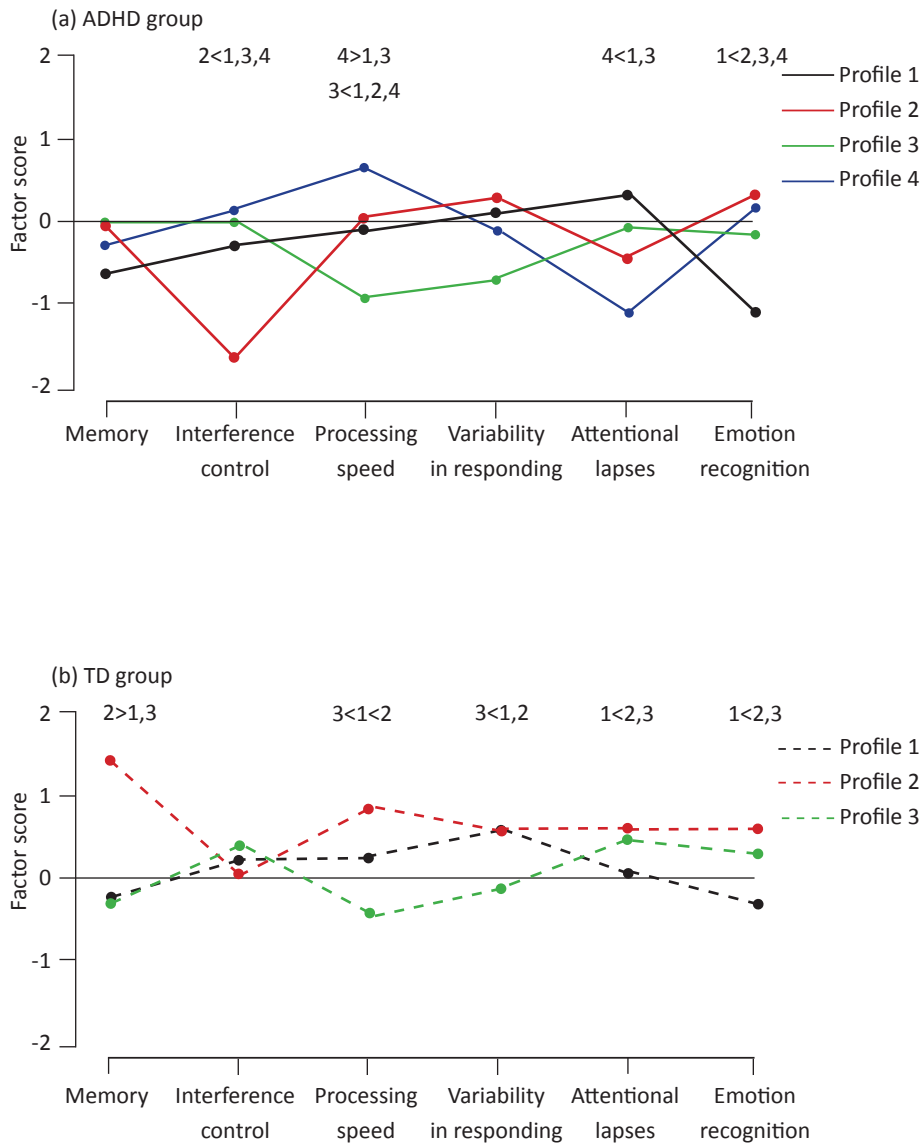 (a) ADHD group
2
2<1,3,4
4>1,3
4<1,3
1<2,3,4
3<1,2,4
Profile 1
Profile 2
Profile 3
Profile 4
1
0
-1
-2
Factor score
Memory
Interference
control
Processing
speed
Variability
in responding
Attentional
lapses
Emotion
recognition
(b) TD group
2
2>1,3
3<1<2
3<1,2
1<2,3
1<2,3
Profile 1
Profile 2
Profile 3
1
0
-1
-2
Factor score
Memory
Interference
control
Processing
speed
Variability
in responding
Attentional
lapses
Emotion
recognition